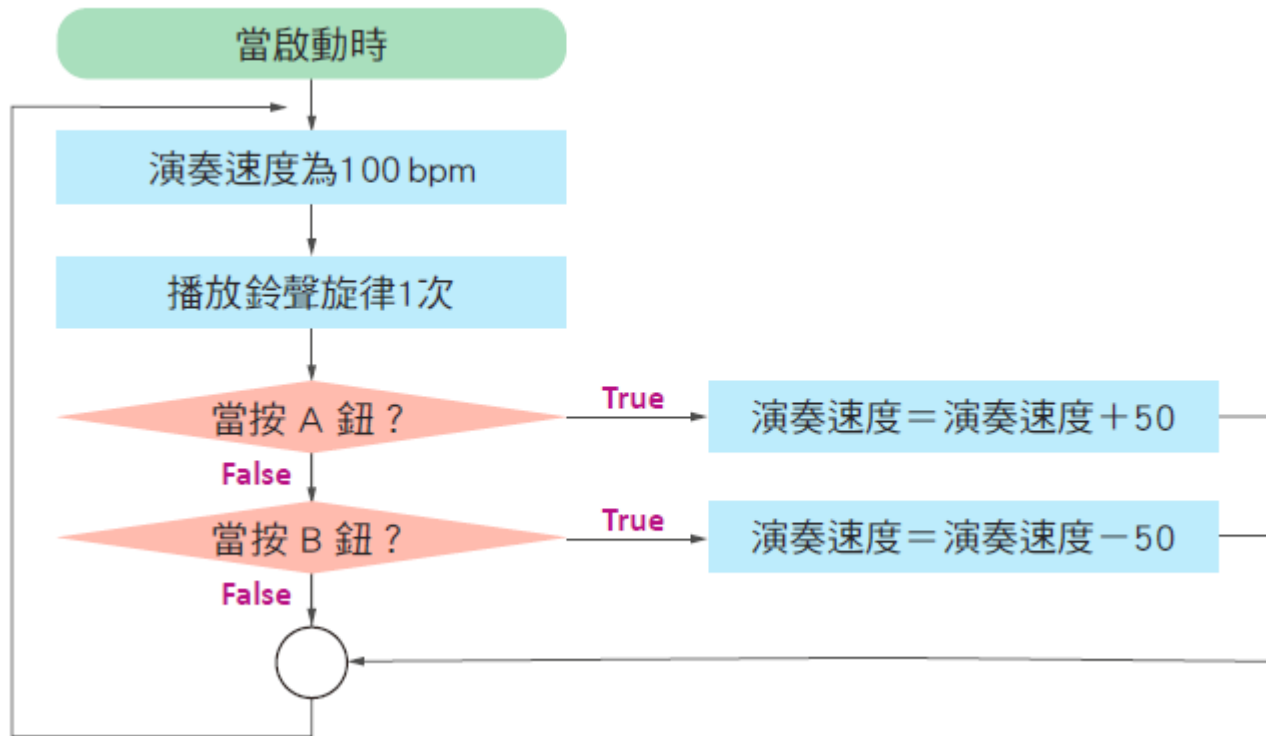 當啟動時
演奏速度為100 bpm
播放鈴聲旋律1次
當按 A 鈕？
True
演奏速度＝演奏速度＋50
False
當按 B 鈕？
True
演奏速度＝演奏速度－50
False